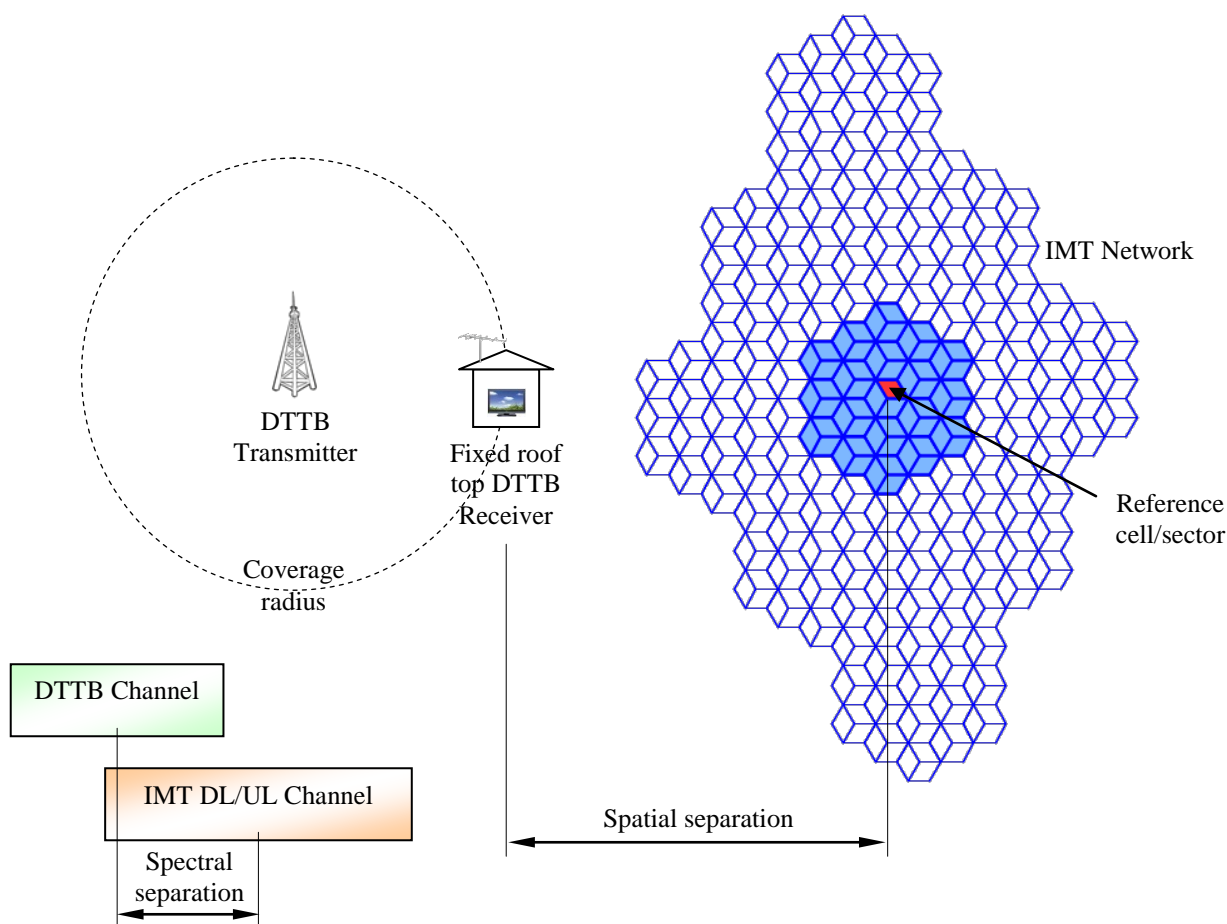 IMT Network
DTTB
Transmitter
Fixed roof
top DTTB
Receiver
Reference
cell/sector
Coverage
radius
DTTB Channel
IMT DL/UL Channel
Spatial separation
Spectral
separation